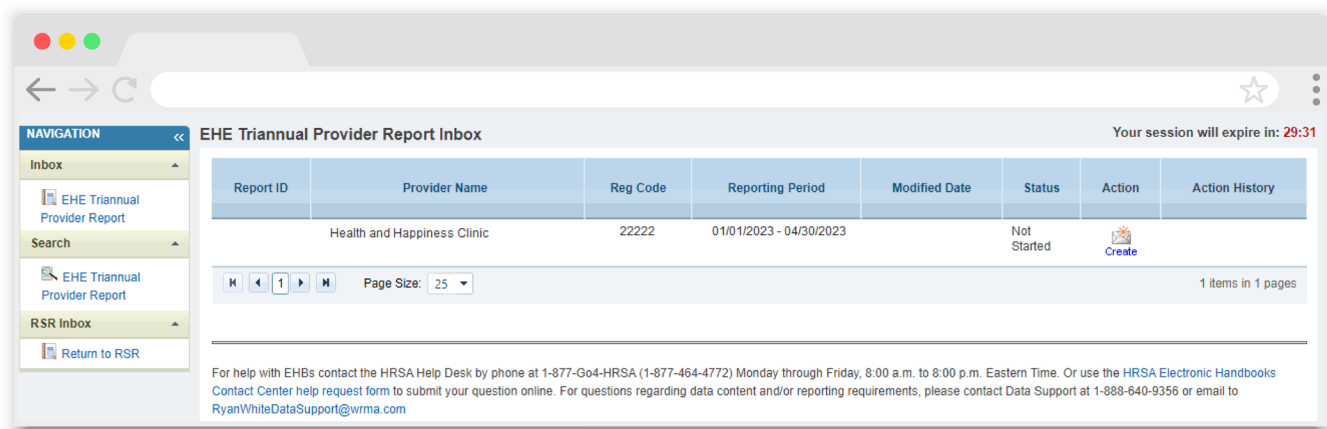 NAVIGATION «
EHE Triannual Provider Report Inbox
Your session will expire in: 29:31
Inbox
EHE Triannual
Provider Report
Search
EHE Triannual
Provider Report
RSR Inbox
Return to RSR
Report ID Provider Name Reg Code Reporting Period Modified Date Status Action Action History
Health and Happiness Clinic 22222 01/01/2023 - 04/30/2023 Not
Started Create
1 Page Size: 25 1 items in 1 pages
For help with EHBs contact the HRSA Help Desk by phone at 1-877-Go4-HRSA (1-877-464-4772) Monday through Friday, 8:00 a.m. to 8:00 p.m. Eastern Time. Or use the HRSA Electronic Handbooks
Contact Center help request form to submit your question online. For questions regarding data content and/or reporting requirements, please contact Data Support at 1-888-640-9356 or email to
RyanWhiteDataSupport@wrma.com